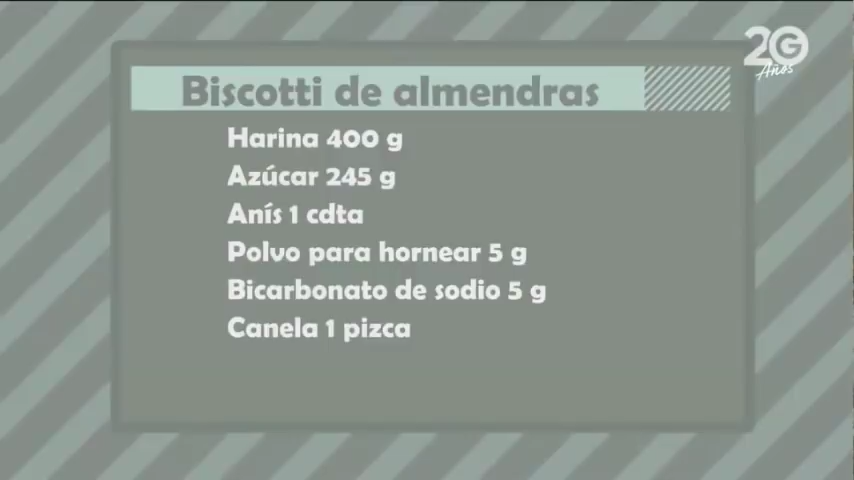 2G
Años
Biscotti de almendras
Harina 400 g
Azúcar 245 g
Anís 1 cdta
Polvo para hornear 5 g
Bicarbonato de sodio 5 g
Canela 1 pizca